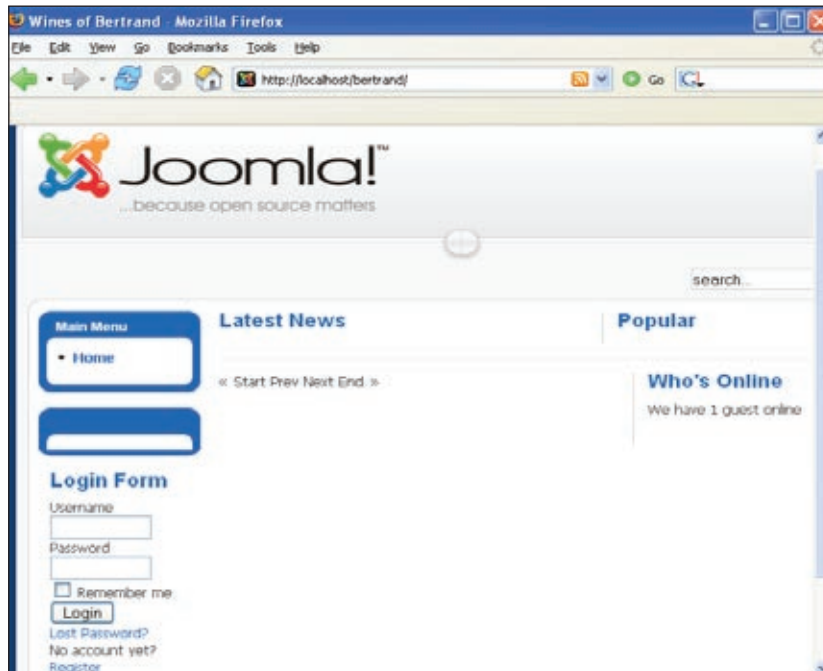 Wines of Bertrand - Mozilla Firefox
File Edit View Go Bookmarks Tools Help
http://localhost/bertrand/
Go
Joomla!™
...because open source matters
search...
Main Menu
• Home
Latest News
Popular
« Start Prev Next End »
Who's Online
We have 1 guest online
Login Form
Username
Password
Remember me
Login
Lost Password?
No account yet?
Register